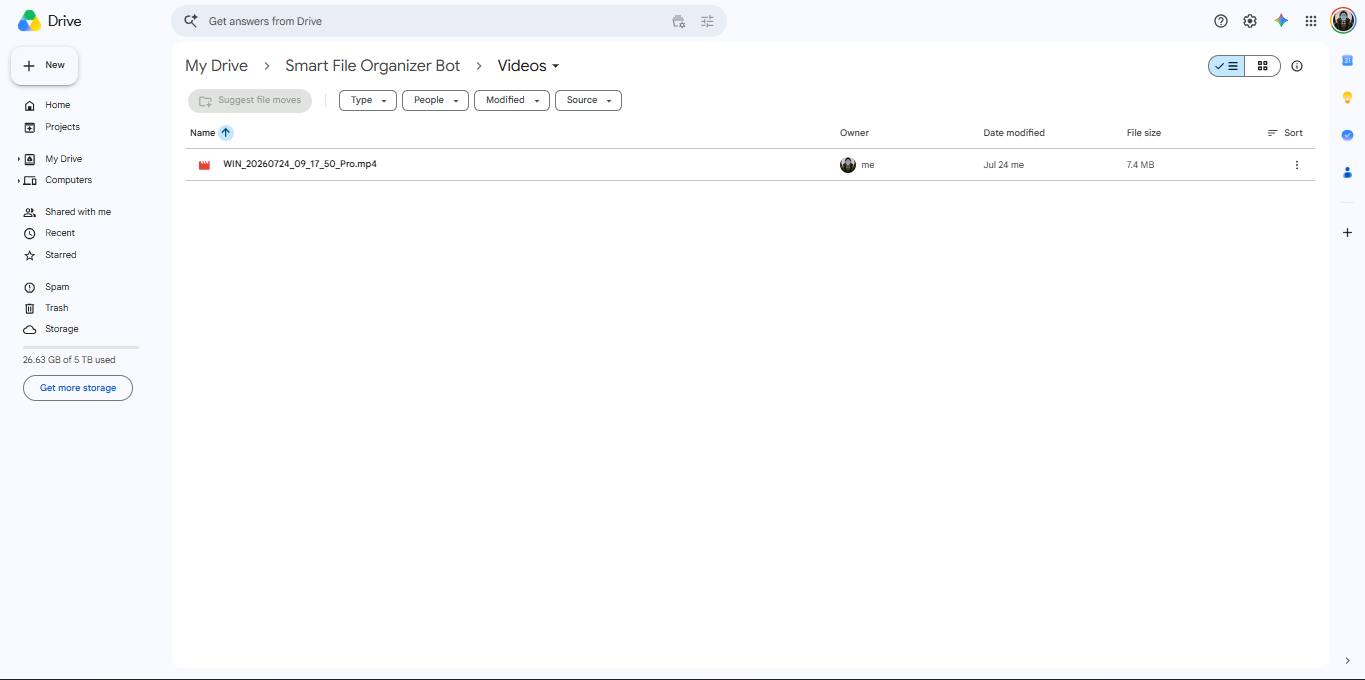 Drive
Get answers from Drive
New
Home
Projects
My Drive
Computers
Shared with me
Recent
Starred
Spam
Trash
Storage
26.63 GB of 5 TB used
Get more storage
My Drive > Smart File Organizer Bot > Videos
Suggest file moves
Type People Modified Source
Name Owner Date modified File size Sort
WIN_20260724_09_17_50_Pro.mp4 me Jul 24 me 7.4 MB
31